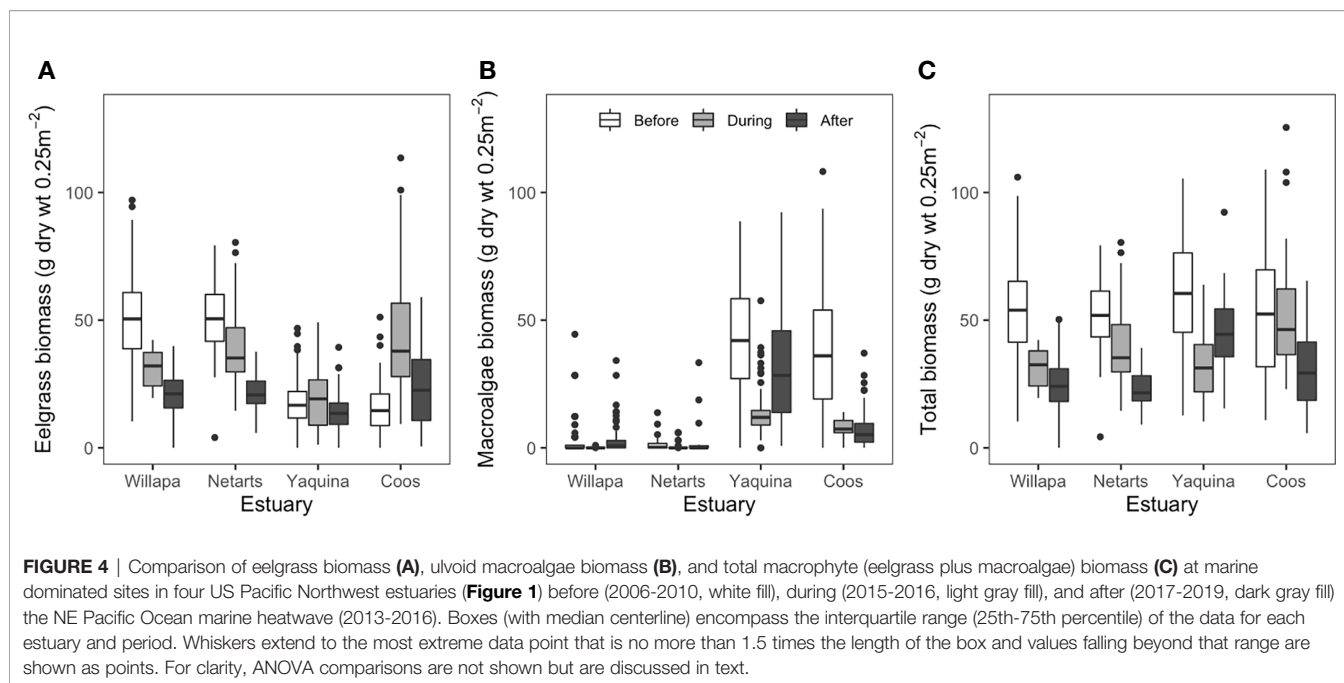 A
B
C
Eelgrass biomass (g dry wt 0.25m⁻²)
100
50
0
Willapa Netarts Yaquina Coos
Estuary
Macroalgae biomass (g dry wt 0.25m⁻²)
Before During After
100
50
0
Willapa Netarts Yaquina Coos
Estuary
Total biomass (g dry wt 0.25m⁻²)
100
50
0
Willapa Netarts Yaquina Coos
Estuary
FIGURE 4 | Comparison of eelgrass biomass (A), ulvoid macroalgae biomass (B), and total macrophyte (eelgrass plus macroalgae) biomass (C) at marine
dominated sites in four US Pacific Northwest estuaries (Figure 1) before (2006-2010, white fill), during (2015-2016, light gray fill), and after (2017-2019, dark gray fill)
the NE Pacific Ocean marine heatwave (2013-2016). Boxes (with median centerline) encompass the interquartile range (25th-75th percentile) of the data for each
estuary and period. Whiskers extend to the most extreme data point that is no more than 1.5 times the length of the box and values falling beyond that range are
shown as points. For clarity, ANOVA comparisons are not shown but are discussed in text.